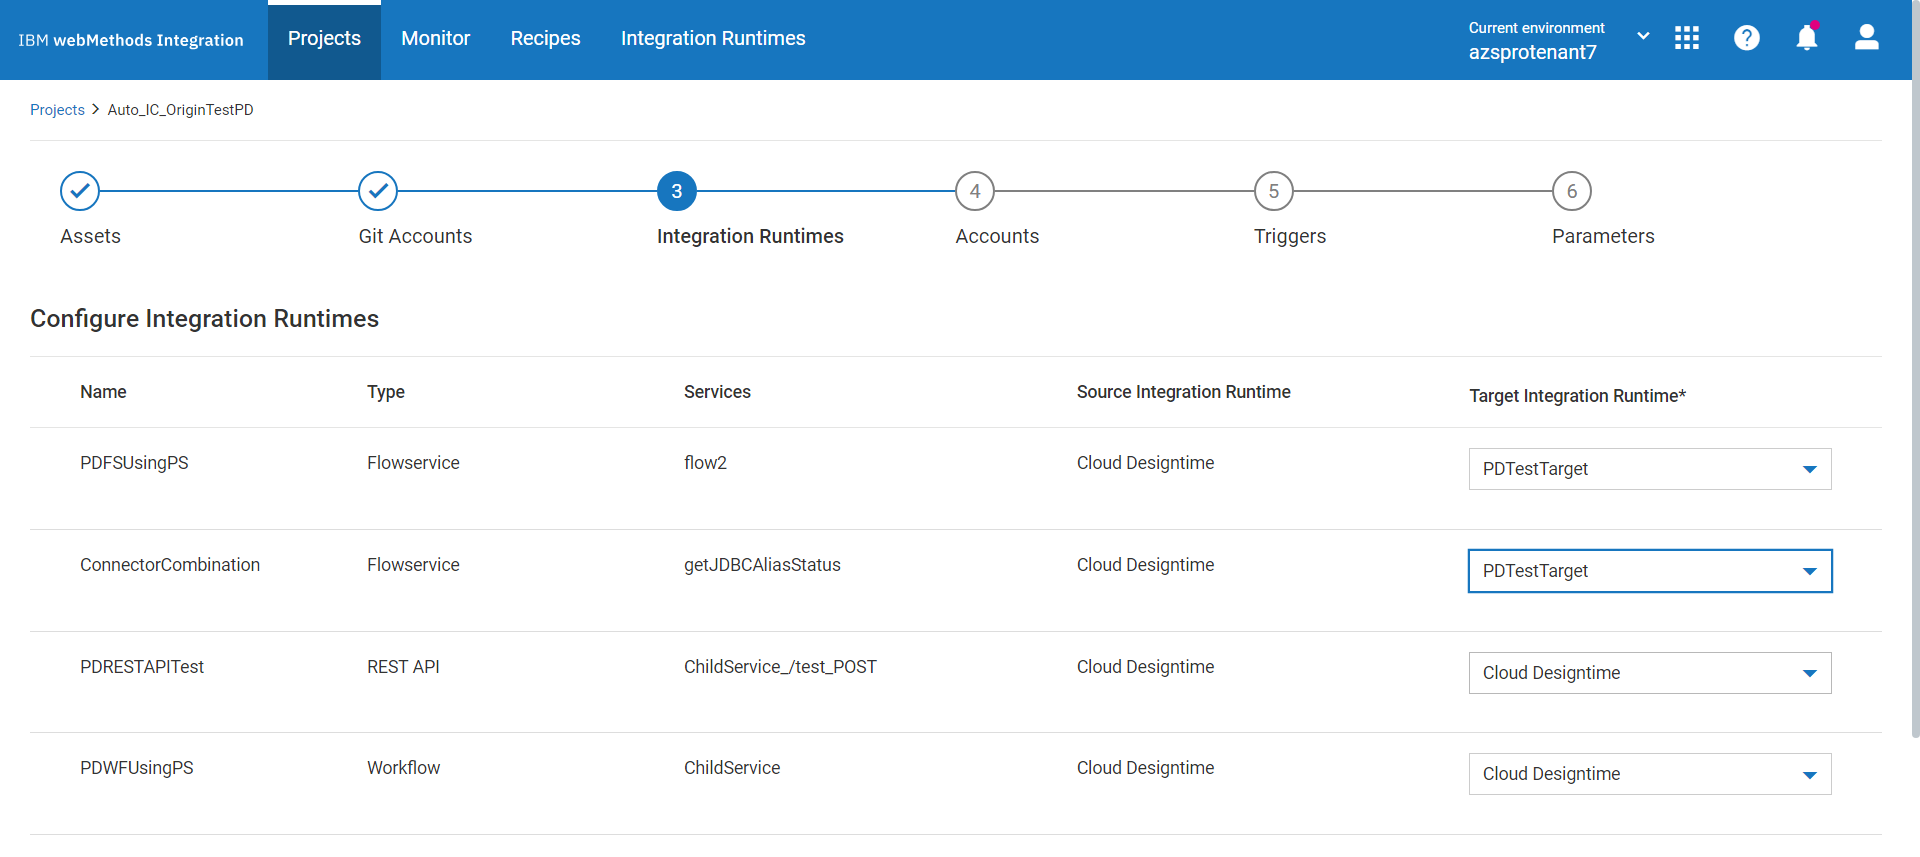 IBM webMethods Integration Projects Monitor Recipes Integration Runtimes Current environment
azsprotenant7
Projects > Auto_IC_OriginTestPD
3 4 5 6
Assets Git Accounts Integration Runtimes Accounts Triggers Parameters
Configure Integration Runtimes
Name Type Services Source Integration Runtime Target Integration Runtime*
PDFSUsingPS Flowservice flow2 Cloud Designtime PDTestTarget
ConnectorCombination Flowservice getJDBCAliasStatus Cloud Designtime PDTestTarget
PDRESTAPITest REST API ChildService_/test_POST Cloud Designtime Cloud Designtime
PDWFUsingPS Workflow ChildService Cloud Designtime Cloud Designtime